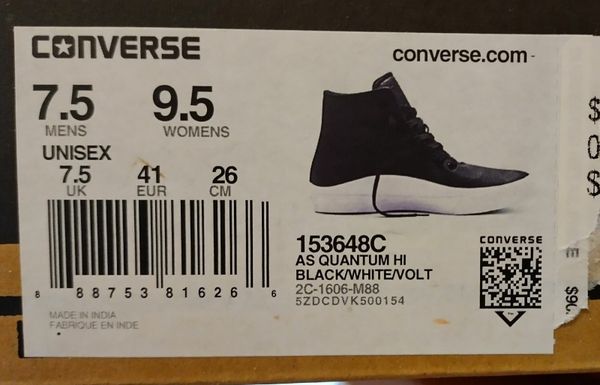 CONVERSE
converse.com
7.5 9.5
MENS WOMENS
UNISEX
7.5 41 26
UK EUR CM
153648C
AS QUANTUM HI
BLACK/WHITE/VOLT
2C-1606-M88
5ZDCDVK500154
8 88753 81626 6
MADE IN INDIA
FABRIQUE EN INDE
CONVERSE
$
0
$
E